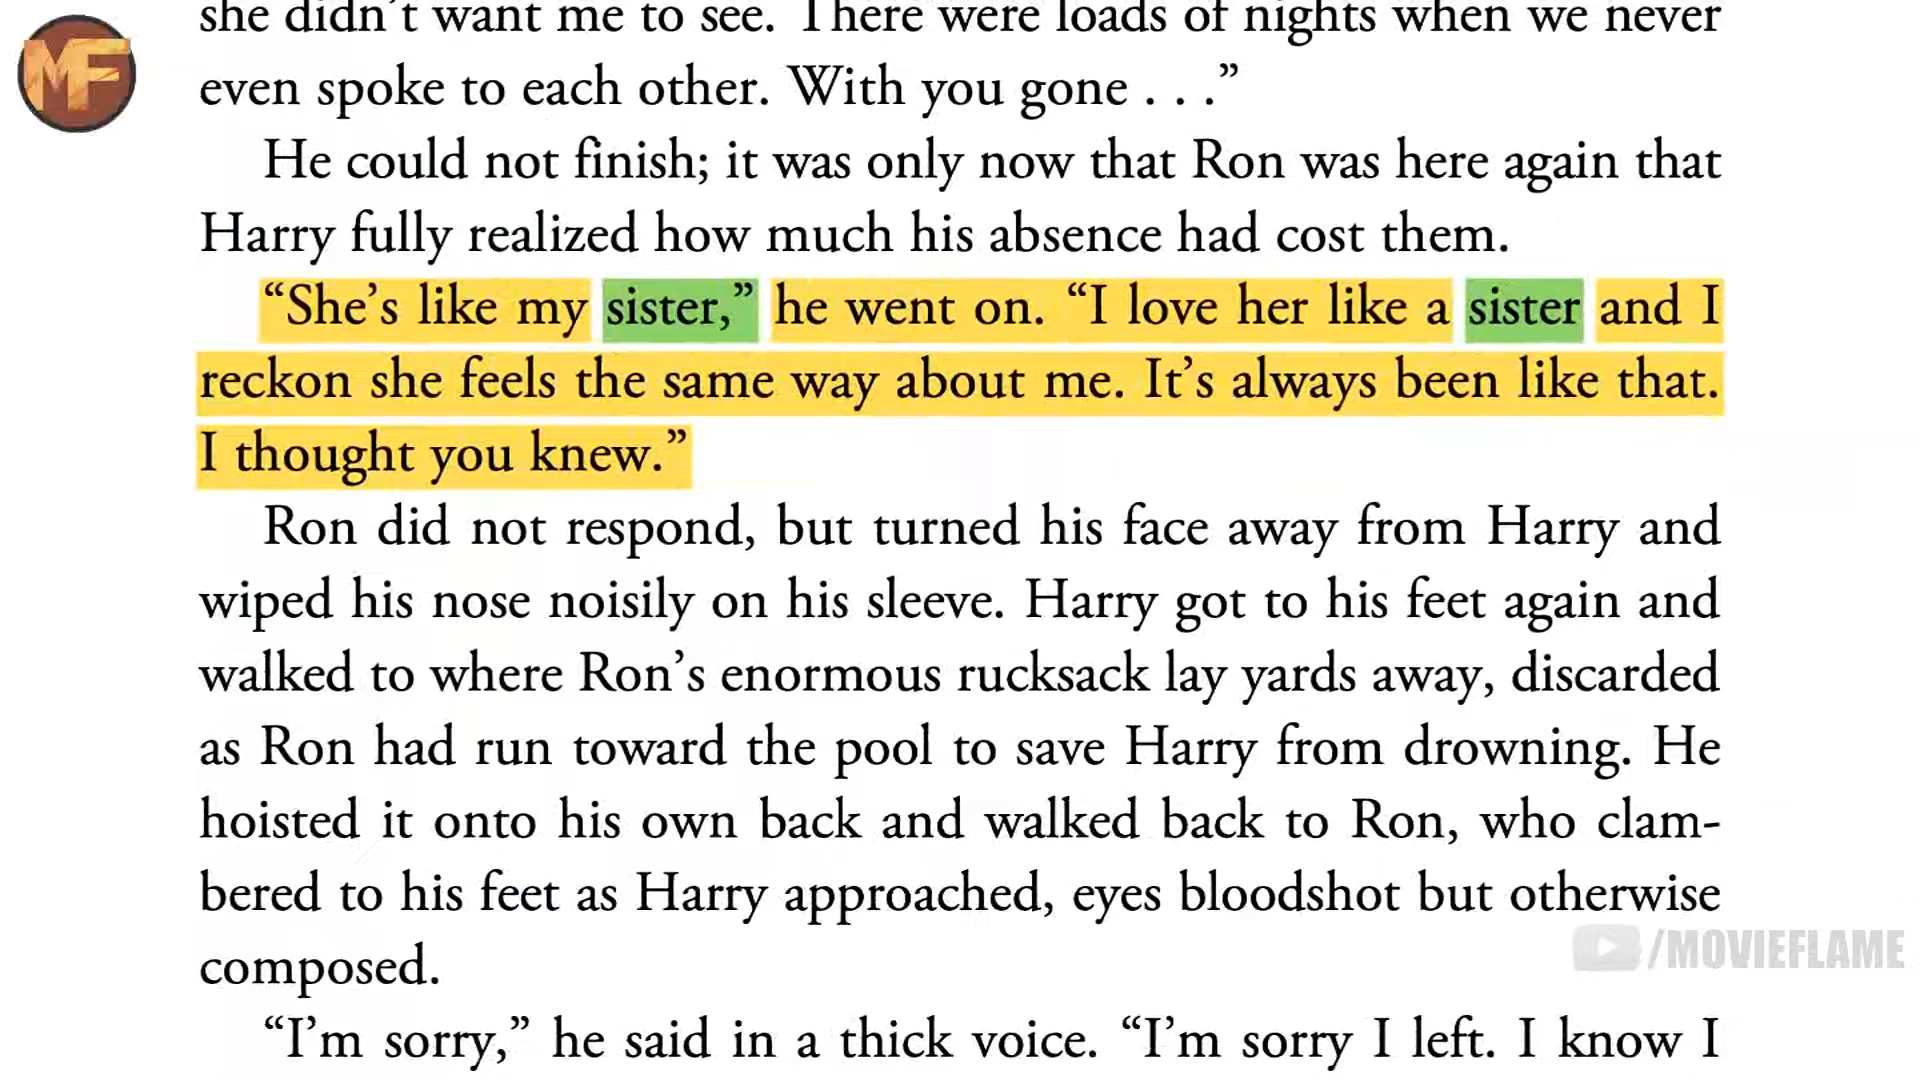 MF
she didn’t want me to see. There were loads of nights when we never
even spoke to each other. With you gone . . .”
He could not finish; it was only now that Ron was here again that
Harry fully realized how much his absence had cost them.
“She’s like my sister,” he went on. “I love her like a sister and I
reckon she feels the same way about me. It’s always been like that.
I thought you knew.”
Ron did not respond, but turned his face away from Harry and
wiped his nose noisily on his sleeve. Harry got to his feet again and
walked to where Ron’s enormous rucksack lay yards away, discarded
as Ron had run toward the pool to save Harry from drowning. He
hoisted it onto his own back and walked back to Ron, who clam-
bered to his feet as Harry approached, eyes bloodshot but otherwise
composed.
“I’m sorry,” he said in a thick voice. “I’m sorry I left. I know I
/MOVIEFLAME